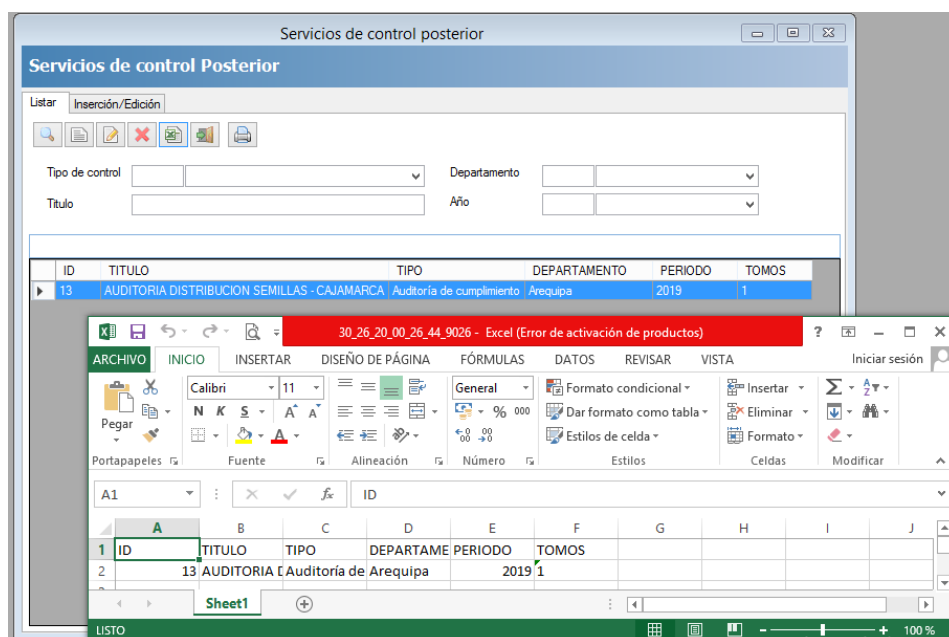 Servicios de control posterior
Servicios de control Posterior
Listar Inserción/Edición
Tipo de control Departamento
Titulo Año
ID TITULO TIPO DEPARTAMENTO PERIODO TOMOS
13 AUDITORIA DISTRIBUCION SEMILLAS - CAJAMARCA Auditoría de cumplimiento Arequipa 2019 1
30_26_20_00_26_44_9026 - Excel (Error de activación de productos) ?
ARCHIVO INICIO INSERTAR DISEÑO DE PÁGINA FÓRMULAS DATOS REVISAR VISTA Iniciar sesión
Calibri 11 General Formato condicional Insertar
N K S % 000 Dar formato como tabla Eliminar
Pegar
Estilos de celda Formato
Portapapeles Fuente Alineación Número Estilos Celdas Modificar
A1 fx ID
A B C D E F G H I J
1 ID TITULO TIPO DEPARTAME PERIODO TOMOS
2 13 AUDITORIA D Auditoría de Arequipa 2019 1
Sheet1
LISTO 100 %